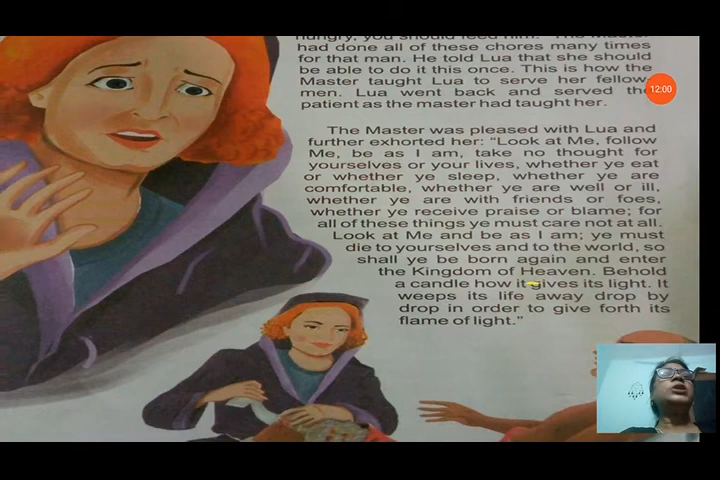 hungry, you should feed him." The Master
had done all of these chores many times
for that man. He told Lua that she should
be able to do it this once. This is how the
Master taught Lua to serve her fellow
men. Lua went back and served the
patient as the master had taught her.
12:00
The Master was pleased with Lua and
further exhorted her: "Look at Me, follow
Me, be as I am, take no thought for
yourselves or your lives, whether ye eat
or whether ye sleep, whether ye are
comfortable, whether ye are well or ill,
whether ye are with friends or foes,
whether ye receive praise or blame; for
all of these things ye must care not at all.
Look at Me and be as I am; ye must
die to yourselves and to the world, so
shall ye be born again and enter
the Kingdom of Heaven. Behold
a candle how it gives its light. It
weeps its life away drop by
drop in order to give forth its
flame of light."